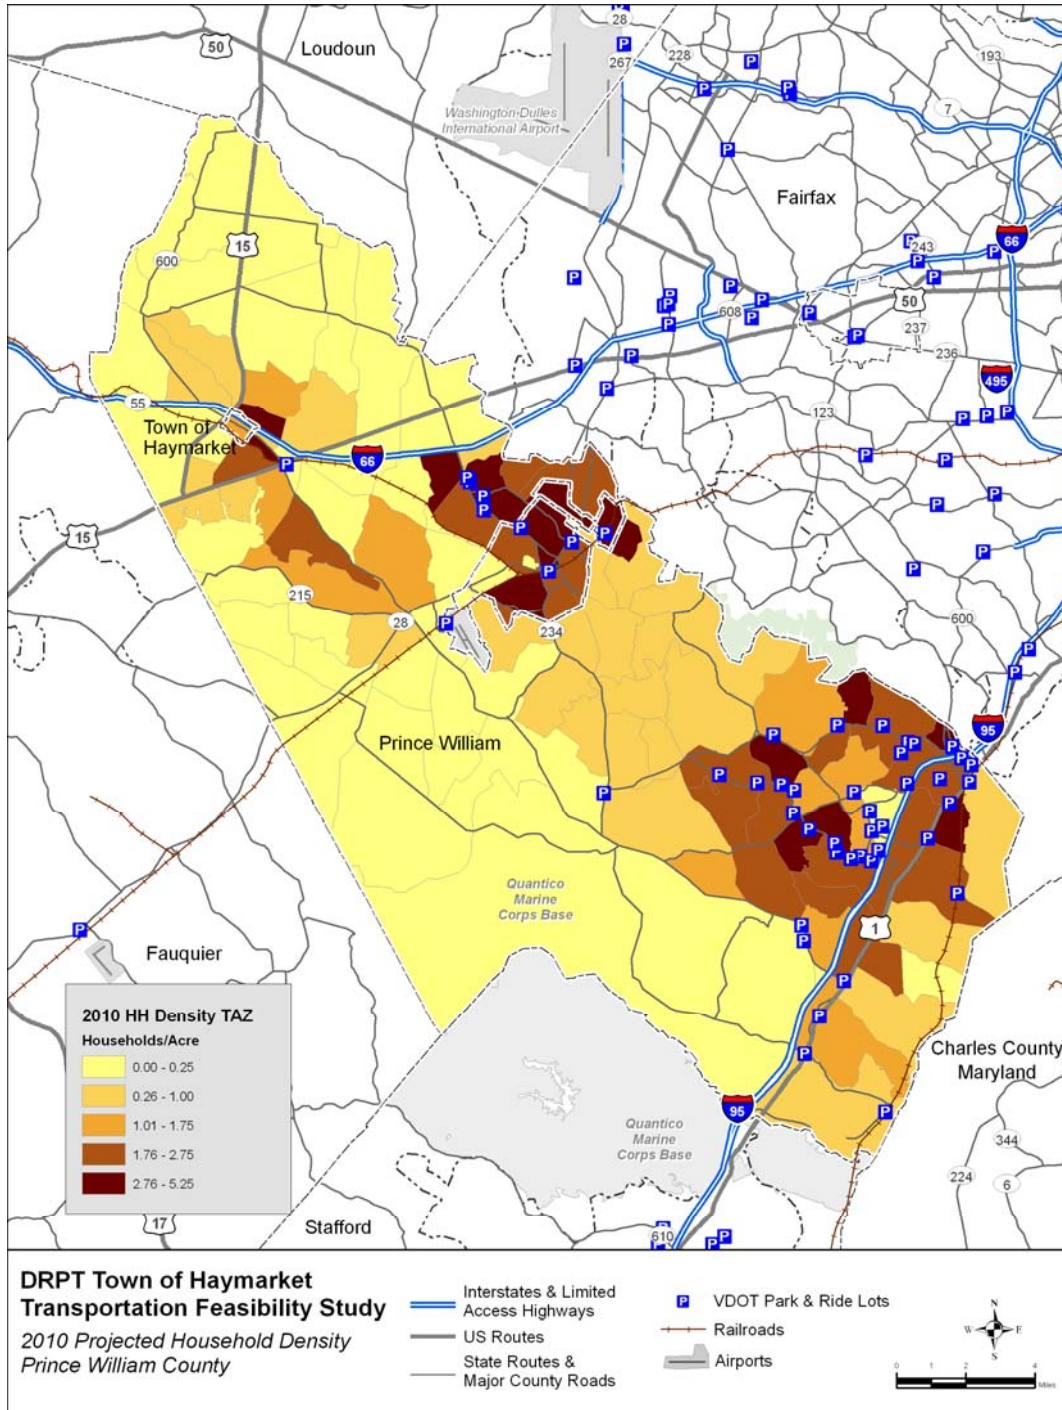 28
Loudoun
50
267
228
193
7
Washington-Dulles
International Airport
Fairfax
15
600
66
243
50
608
237
236
495
123
55
Town of
Haymarket
66
15
215
28
234
600
95
Prince William
Quantico
Marine
Corps Base
1
Fauquier
2010 HH Density TAZ
Households/Acre
0.00 - 0.25
0.26 - 1.00
1.01 - 1.75
1.76 - 2.75
2.76 - 5.25
Charles County
Maryland
95
Quantico
Marine
Corps Base
344
224
6
17
Stafford
610
DRPT Town of Haymarket
Transportation Feasibility Study
2010 Projected Household Density
Prince William County
Interstates & Limited
Access Highways
US Routes
State Routes &
Major County Roads
P VDOT Park & Ride Lots
Railroads
Airports
N
W E
S
0 1 2 4
Miles